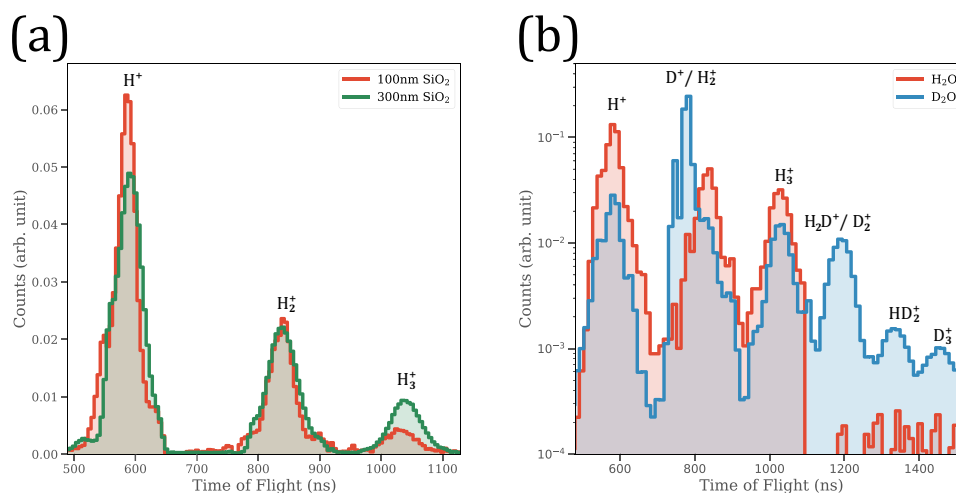 (a)
H⁺
100nm SiO₂
300nm SiO₂
H₂⁺
H₃⁺
0.06
0.05
0.04
0.03
0.02
0.01
0.00
Counts (arb. unit)
500 600 700 800 900 1000 1100
Time of Flight (ns)
(b)
D⁺/ H₂⁺
H₂O
D₂O
H⁺
H₃⁺
H₂D⁺/ D₂⁺
HD₂⁺
D₃⁺
10⁻¹
10⁻²
10⁻³
10⁻⁴
Counts (arb. unit)
600 800 1000 1200 1400
Time of Flight (ns)